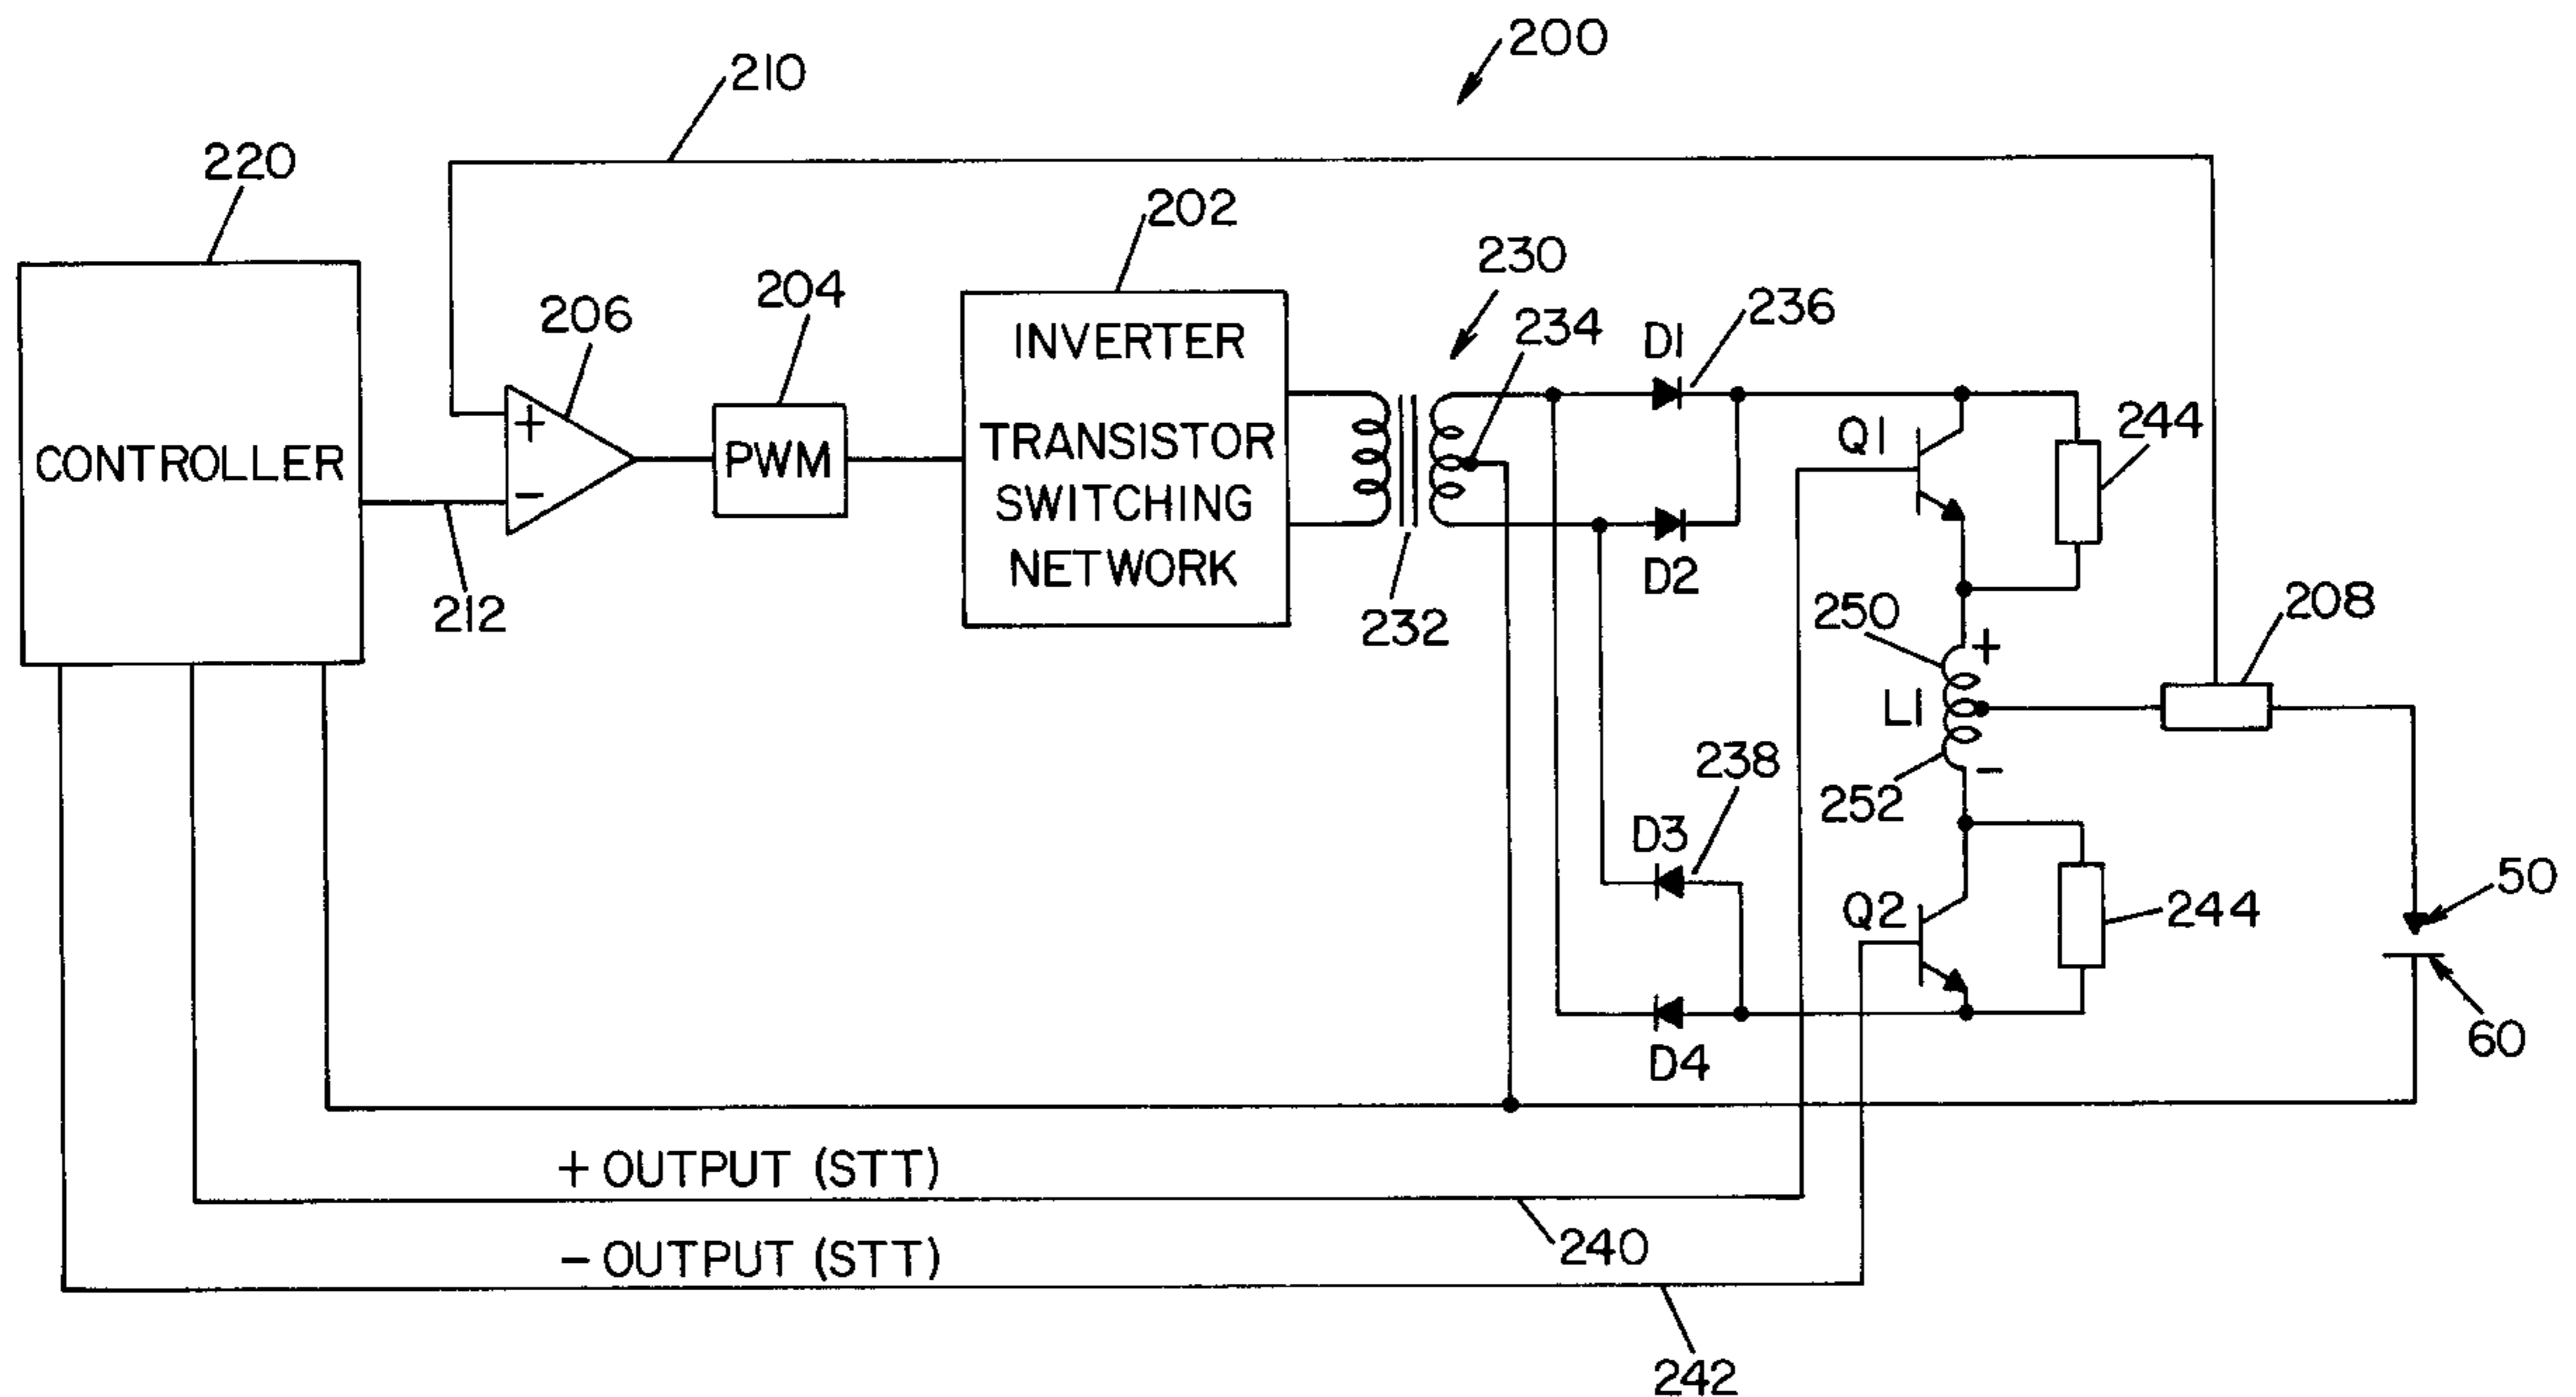 200
210
220
202
230
204
206
234
D1
236
INVERTER
TRANSISTOR
SWITCHING
NETWORK
+
−
CONTROLLER
PWM
Q1
244
212
232
D2
250
208
+
L1
−
238
252
D3
50
Q2
244
60
D4
+ OUTPUT (STT)
240
− OUTPUT (STT)
242